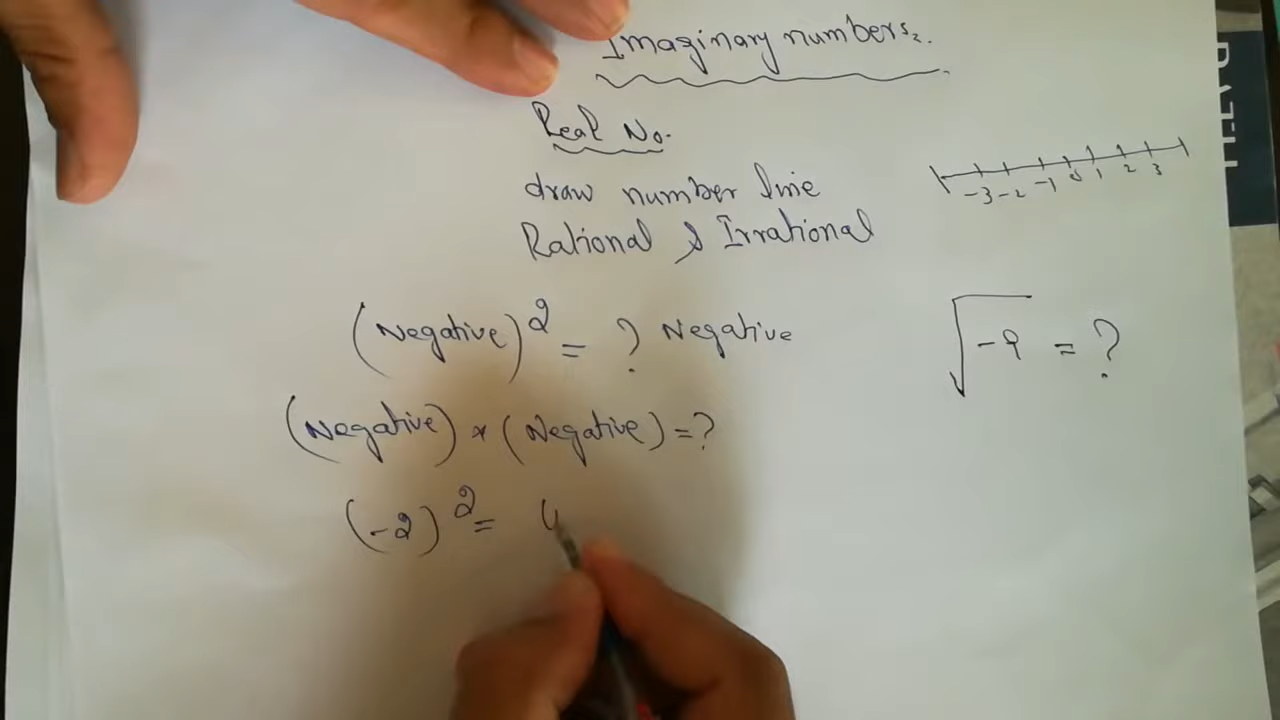 Imaginary numbers.
Real No.
draw number line
-3 -2 -1 0 1 2 3
Rational & Irrational
(Negative)² = ? Negative
√-9 = ?
(Negative) × (Negative) = ?
(-2)² =